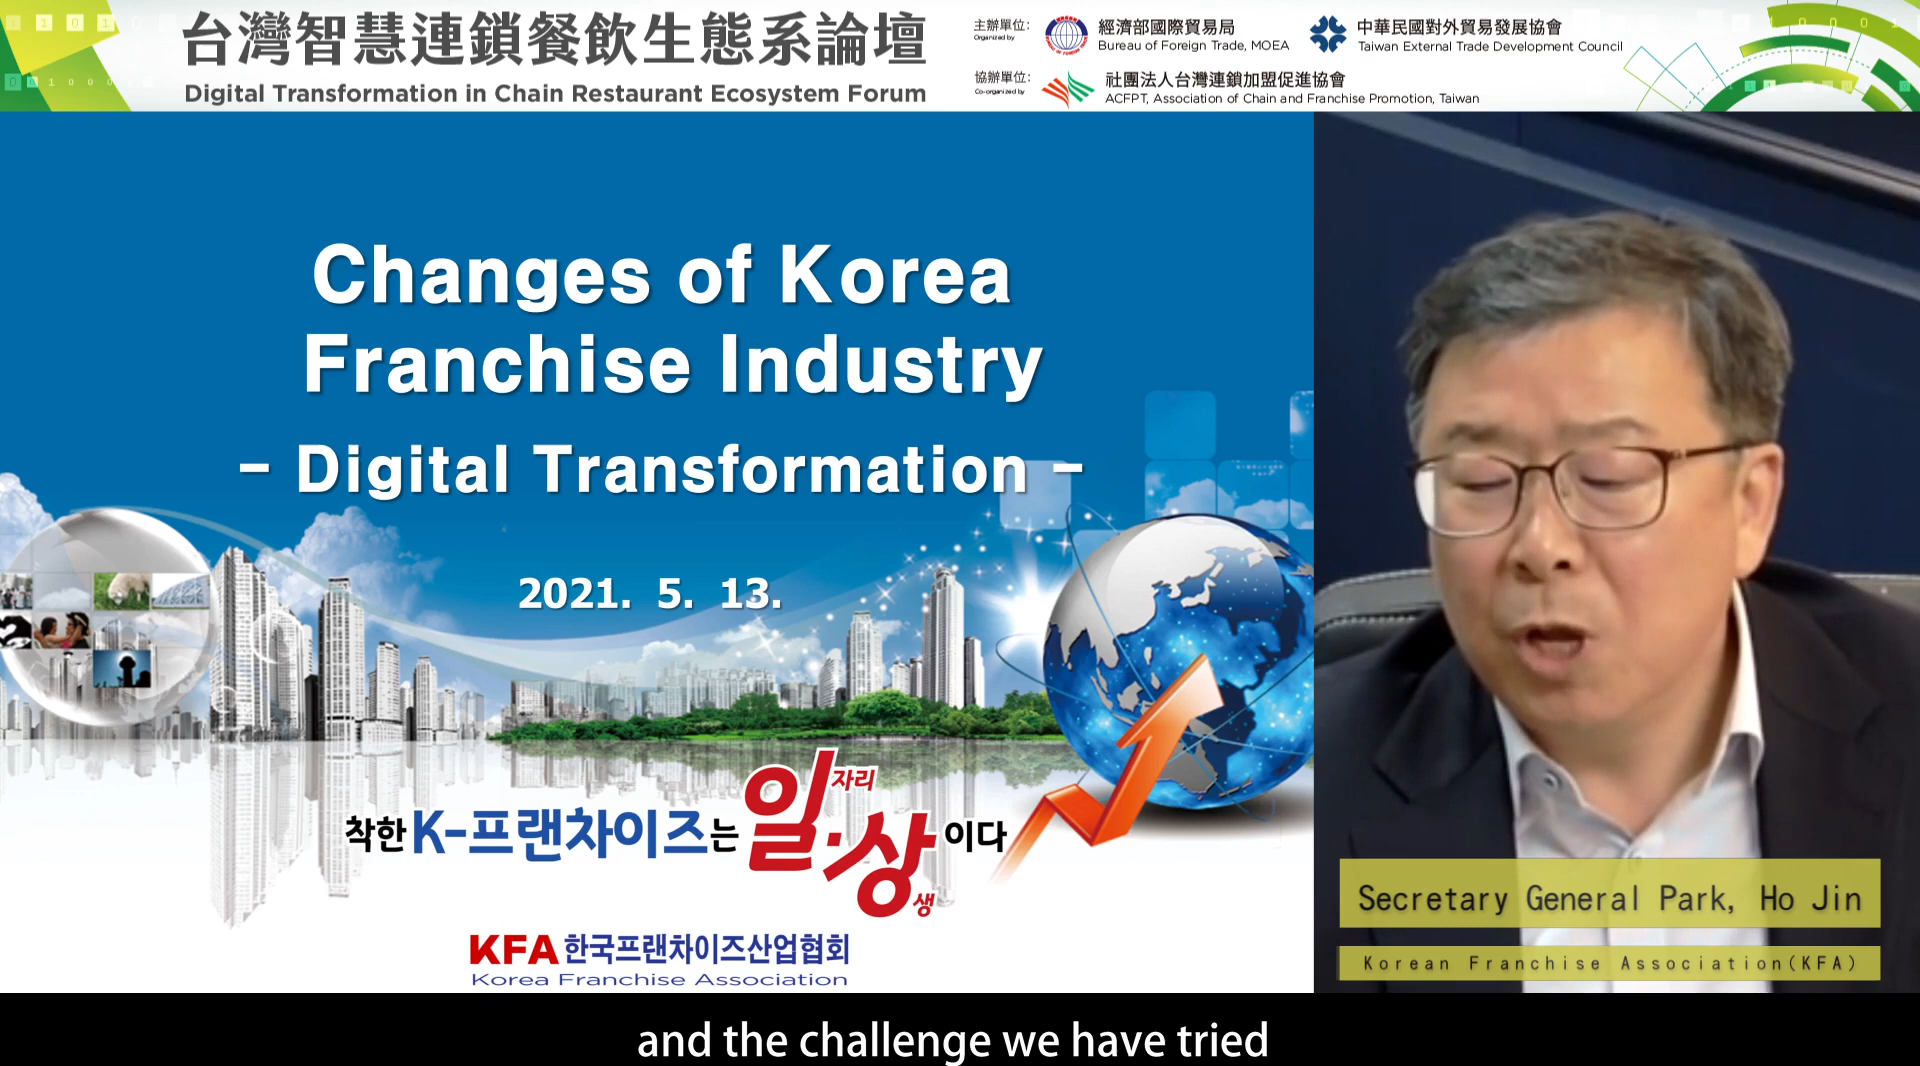 台灣智慧連鎖餐飲生態系論壇
Digital Transformation in Chain Restaurant Ecosystem Forum
主辦單位:
Organized by
經濟部國際貿易局
Bureau of Foreign Trade, MOEA
中華民國對外貿易發展協會
Taiwan External Trade Development Council
協辦單位:
Co-organized by
社團法人台灣連鎖加盟促進協會
ACFPT, Association of Chain and Franchise Promotion, Taiwan
Changes of Korea
Franchise Industry
- Digital Transformation -
2021. 5. 13.
착한 K-프랜차이즈는 일자리·상생이다
KFA 한국프랜차이즈산업협회
Korea Franchise Association
Secretary General Park, Ho Jin
Korean Franchise Association(KFA)
and the challenge we have tried